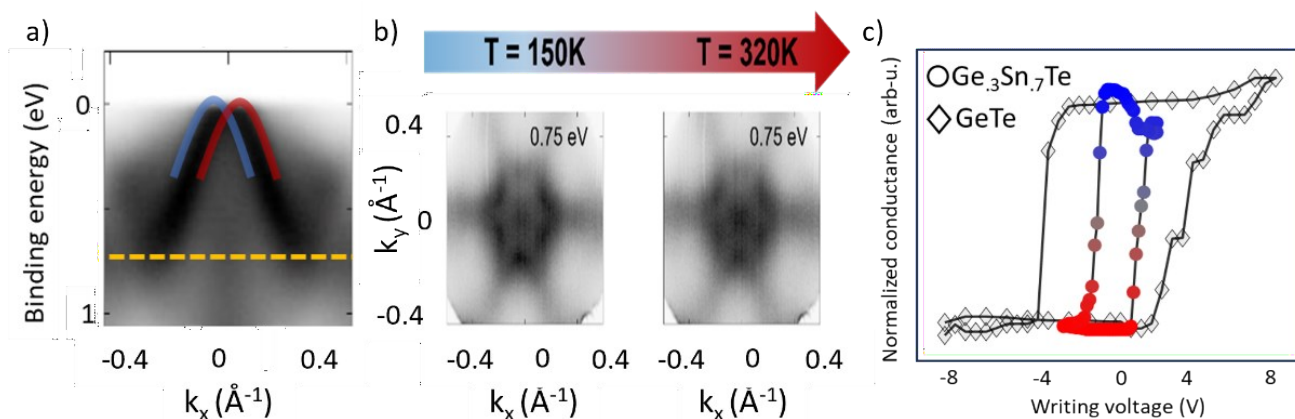 a)
Binding energy (eV)
0
1
-0.4
0
0.4
kₓ (Å⁻¹)
b)
T = 150K
T = 320K
0.4
0
-0.4
k_y (Å⁻¹)
0.75 eV
0.75 eV
-0.4
0
0.4
-0.4
0
0.4
kₓ (Å⁻¹)
kₓ (Å⁻¹)
c)
Ge.₃Sn.₇Te
GeTe
Normalized conductance (arb-u.)
-8
-4
0
4
8
Writing voltage (V)